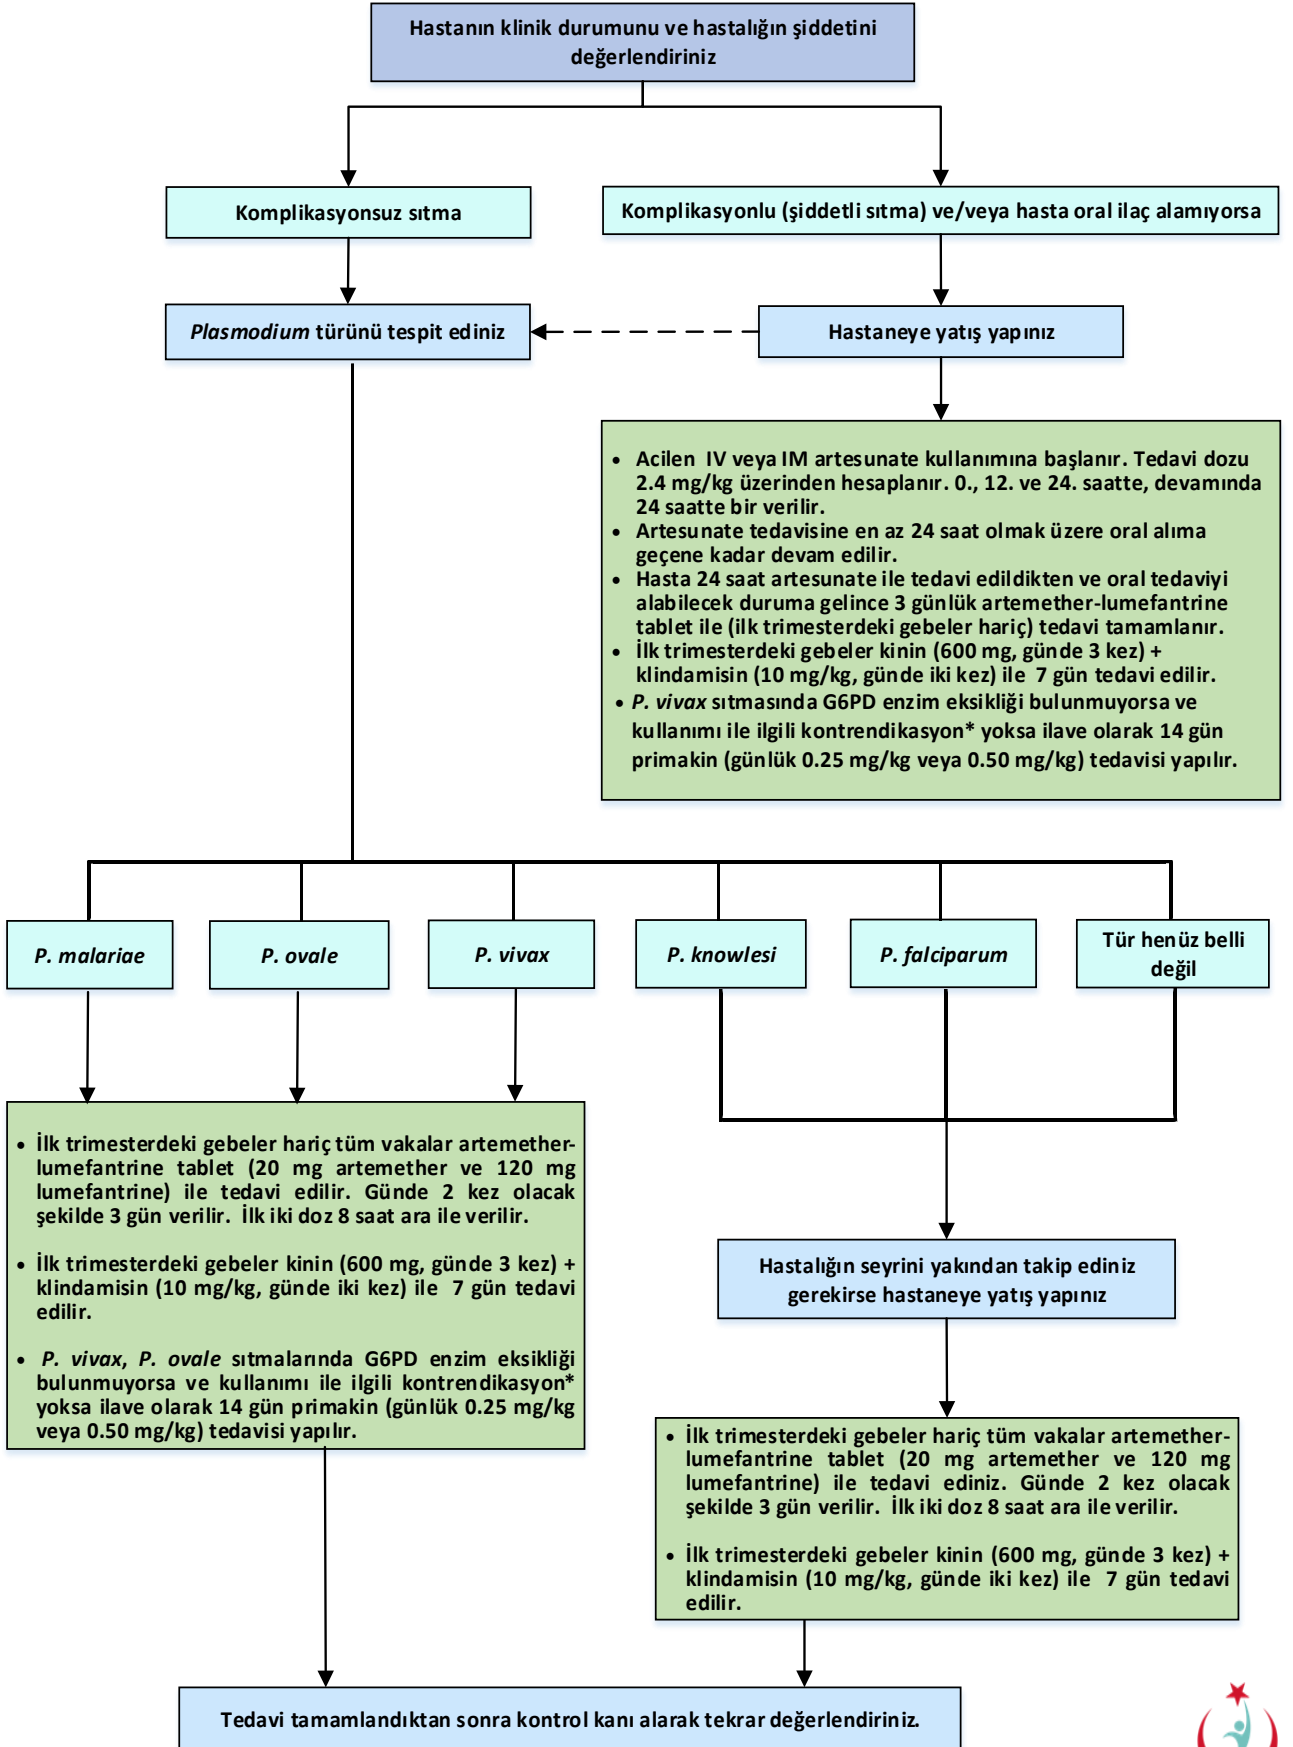 Hastanın klinik durumunu ve hastalığın şiddetini
değerlendiriniz
Komplikasyonsuz sıtma
Komplikasyonlu (şiddetli sıtma) ve/veya hasta oral ilaç alamıyorsa
Plasmodium türünü tespit ediniz
Hastaneye yatış yapınız
• Acilen IV veya IM artesunate kullanımına başlanır. Tedavi dozu
2.4 mg/kg üzerinden hesaplanır. 0., 12. ve 24. saatte, devamında
24 saatte bir verilir.
• Artesunate tedavisine en az 24 saat olmak üzere oral alıma
geçene kadar devam edilir.
• Hasta 24 saat artesunate ile tedavi edildikten ve oral tedaviyi
alabilecek duruma gelince 3 günlük artemether-lumefantrine
tablet ile (ilk trimesterdeki gebeler hariç) tedavi tamamlanır.
• İlk trimesterdeki gebeler kinin (600 mg, günde 3 kez) +
klindamisin (10 mg/kg, günde iki kez) ile 7 gün tedavi edilir.
• P. vivax sıtmasında G6PD enzim eksikliği bulunmuyorsa ve
kullanımı ile ilgili kontrendikasyon* yoksa ilave olarak 14 gün
primakin (günlük 0.25 mg/kg veya 0.50 mg/kg) tedavisi yapılır.
P. malariae
P. ovale
P. vivax
P. knowlesi
P. falciparum
Tür henüz belli
değil
• İlk trimesterdeki gebeler hariç tüm vakalar artemether-
lumefantrine tablet (20 mg artemether ve 120 mg
lumefantrine) ile tedavi edilir. Günde 2 kez olacak
şekilde 3 gün verilir. İlk iki doz 8 saat ara ile verilir.
• İlk trimesterdeki gebeler kinin (600 mg, günde 3 kez) +
klindamisin (10 mg/kg, günde iki kez) ile 7 gün tedavi
edilir.
• P. vivax, P. ovale sıtmalarında G6PD enzim eksikliği
bulunmuyorsa ve kullanımı ile ilgili kontrendikasyon*
yoksa ilave olarak 14 gün primakin (günlük 0.25 mg/kg
veya 0.50 mg/kg) tedavisi yapılır.
Hastalığın seyrini yakından takip ediniz
gerekirse hastaneye yatış yapınız
• İlk trimesterdeki gebeler hariç tüm vakalar artemether-
lumefantrine tablet (20 mg artemether ve 120 mg
lumefantrine) ile tedavi ediniz. Günde 2 kez olacak
şekilde 3 gün verilir. İlk iki doz 8 saat ara ile verilir.
• İlk trimesterdeki gebeler kinin (600 mg, günde 3 kez) +
klindamisin (10 mg/kg, günde iki kez) ile 7 gün tedavi
edilir.
Tedavi tamamlandıktan sonra kontrol kanı alarak tekrar değerlendiriniz.